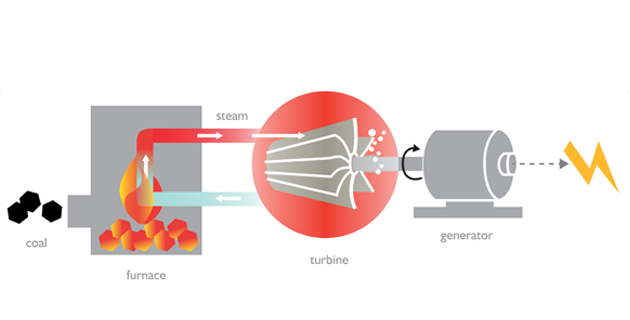 steam
coal
furnace
turbine
generator